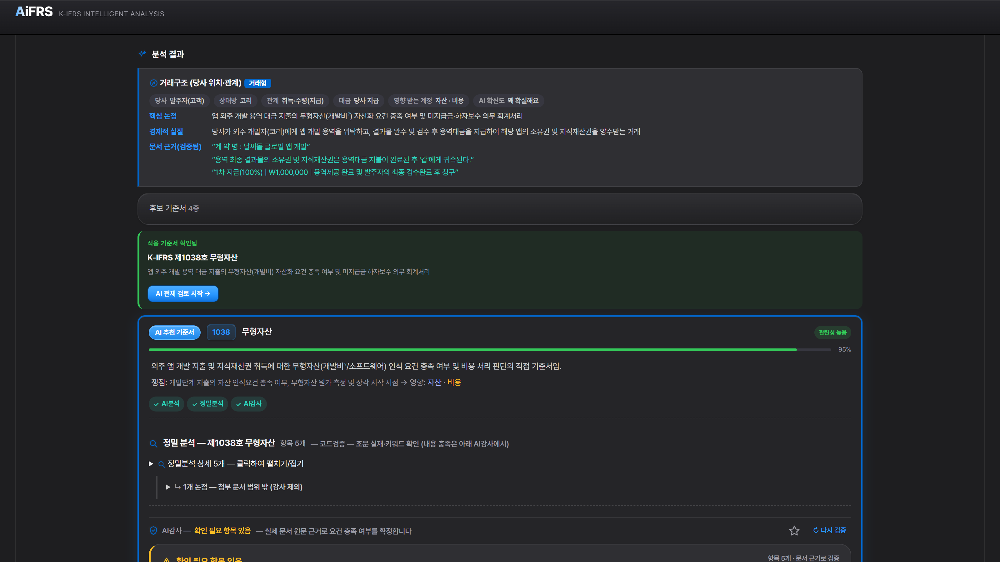 AiFRS K-IFRS INTELLIGENT ANALYSIS
분석 결과
거래구조 (당사 위치·관계) 거래형
당사 발주자(고객) 상대방 코리 관계 취득·수령(지급) 대금 당사 지급 영향 받는 계정 자산 · 비용 AI 확신도 꽤 확실해요
핵심 논점 앱 외주 개발 용역 대금 지출의 무형자산(개발비?) 자산화 요건 충족 여부 및 미지급금·하자보수 의무 회계처리
경제적 실질 당사가 외주 개발자(코리)에게 앱 개발 용역을 위탁하고, 결과물 완수 및 검수 후 용역대금을 지급하여 해당 앱의 소유권 및 지식재산권을 양수받는 거래
문서 근거(검증됨) "계 약 명 : 날씨돌 글로벌 앱 개발"
"용역 최종 결과물의 소유권 및 지식재산권은 용역대금 지불이 완료된 후 '갑'에게 귀속된다."
"1차 지급(100%) | ₩1,000,000 | 용역제공 완료 및 발주자의 최종 검수완료 후 청구"
후보 기준서 4종
적용 기준서 확인됨
K-IFRS 제1038호 무형자산
앱 외주 개발 용역 대금 지출의 무형자산(개발비) 자산화 요건 충족 여부 및 미지급금·하자보수 의무 회계처리
AI 전체 검토 시작 →
AI 추천 기준서 1038 무형자산 관련성 높음
95%
외주 앱 개발 지출 및 지식재산권 취득에 대한 무형자산(개발비?/소프트웨어) 인식 요건 충족 여부 및 비용 처리 판단의 직접 기준서임.
쟁점: 개발단계 지출의 자산 인식요건 충족 여부, 무형자산 원가 측정 및 상각 시작 시점 → 영향: 자산 · 비용
✓ AI분석 ✓ 정밀분석 ✓ AI감사
정밀 분석 — 제1038호 무형자산 항목 5개 — 코드검증 — 조문 실재·키워드 확인 (내용 충족은 아래 AI감사에서)
▶ 정밀분석 상세 5개 — 클릭하여 펼치기/접기
▶ ↳ 1개 논점 — 첨부 문서 범위 밖 (감사 제외)
AI감사 — 확인 필요 항목 있음 — 실제 문서 원문 근거로 요건 충족 여부를 확정합니다 ☆ ↻ 다시 검증
⚠ 확인 필요 항목 있음 항목 5개 · 문서 근거로 검증